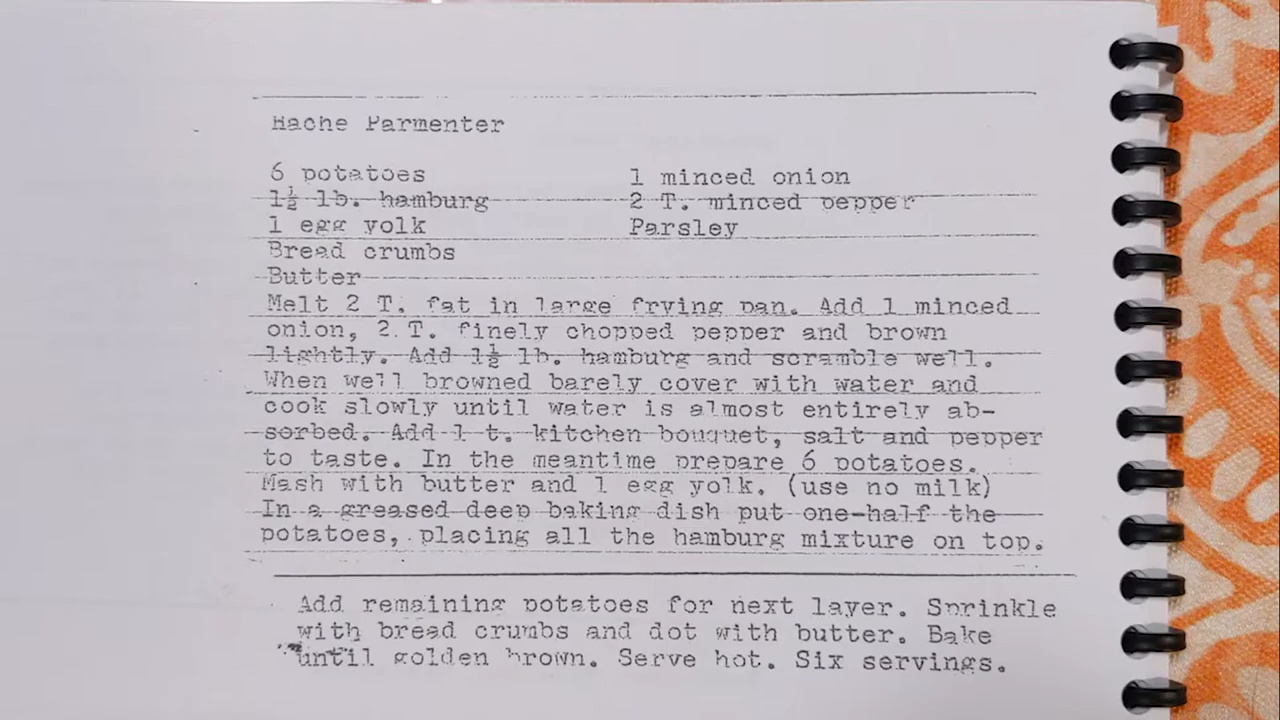 Hache Parmenter
6 potatoes 1 minced onion
1½ lb. hamburg 2 T. minced pepper
1 egg yolk Parsley
Bread crumbs
Butter
Melt 2 T. fat in large frying pan. Add 1 minced
onion, 2 T. finely chopped pepper and brown
lightly. Add 1½ lb. hamburg and scramble well.
When well browned barely cover with water and
cook slowly until water is almost entirely ab-
sorbed. Add 1 t. kitchen bouquet, salt and pepper
to taste. In the meantime prepare 6 potatoes.
Mash with butter and 1 egg yolk. (use no milk)
In a greased deep baking dish put one-half the
potatoes, placing all the hamburg mixture on top.
Add remaining potatoes for next layer. Sprinkle
with bread crumbs and dot with butter. Bake
until golden brown. Serve hot. Six servings.